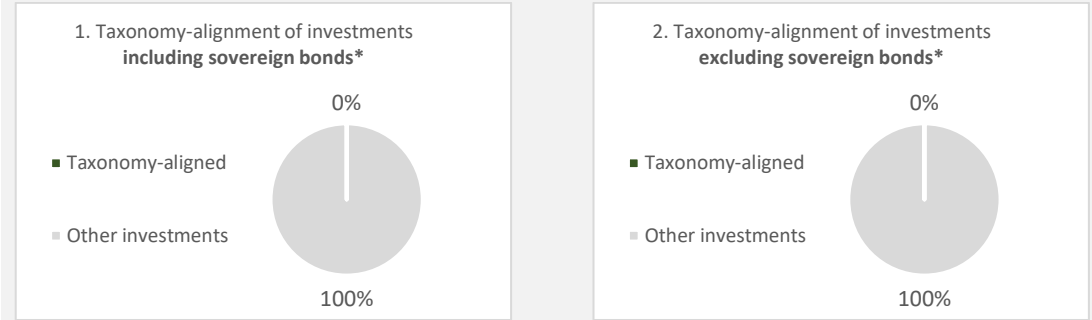 1. Taxonomy-alignment of investments
including sovereign bonds*
0%
Taxonomy-aligned
Other investments
100%
2. Taxonomy-alignment of investments
excluding sovereign bonds*
0%
Taxonomy-aligned
Other investments
100%